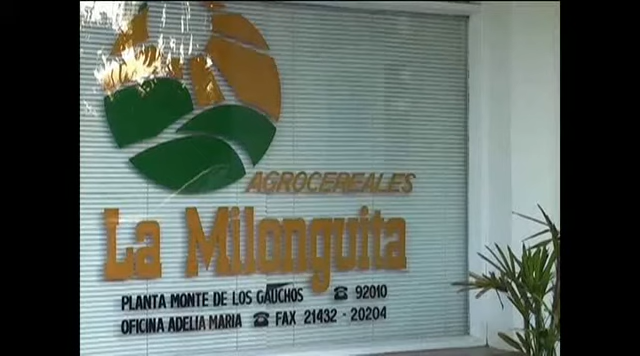 AGROCEREALES
La Milonguita
PLANTA MONTE DE LOS GAUCHOS ☎ 92010
OFICINA ADELIA MARIA ☎ FAX 21432 - 20204